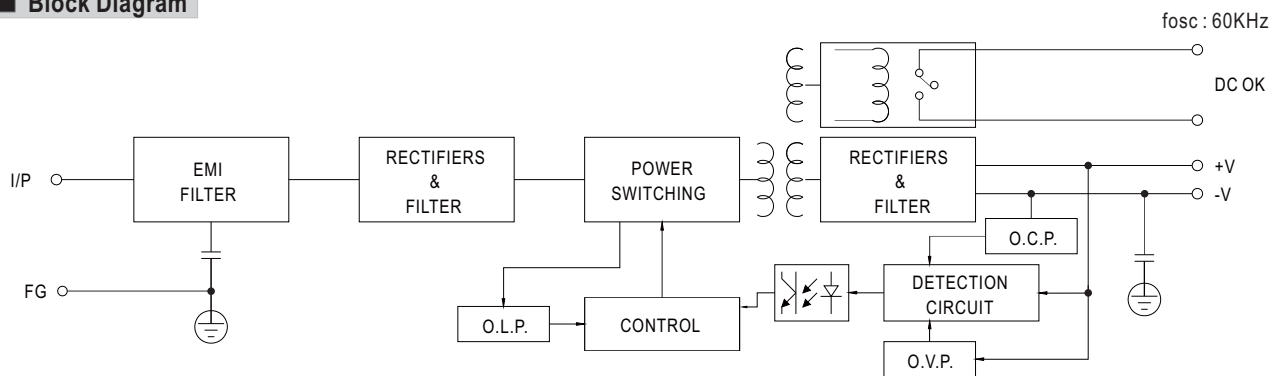 Block Diagram
fosc : 60KHz
DC OK
I/P
EMI
FILTER
RECTIFIERS
&
FILTER
POWER
SWITCHING
RECTIFIERS
&
FILTER
+V
-V
O.C.P.
FG
DETECTION
CIRCUIT
O.L.P.
CONTROL
O.V.P.